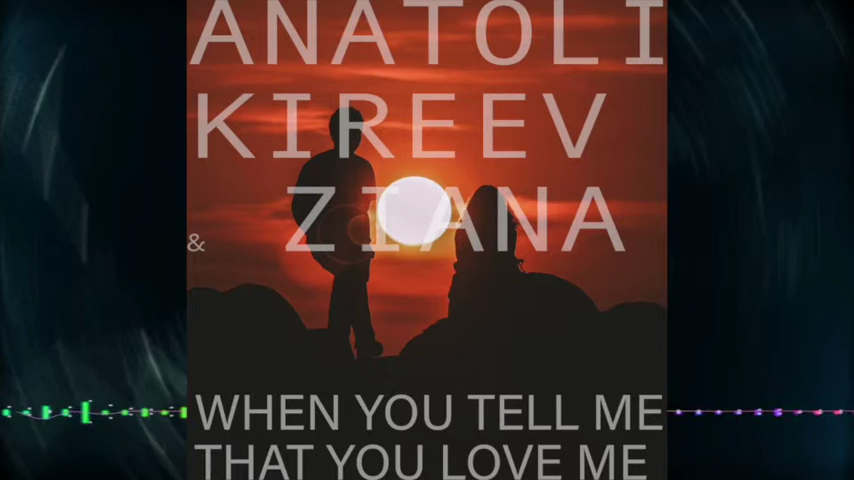 ANATOLI
KIREEV
& ZIANA
WHEN YOU TELL ME
THAT YOU LOVE ME